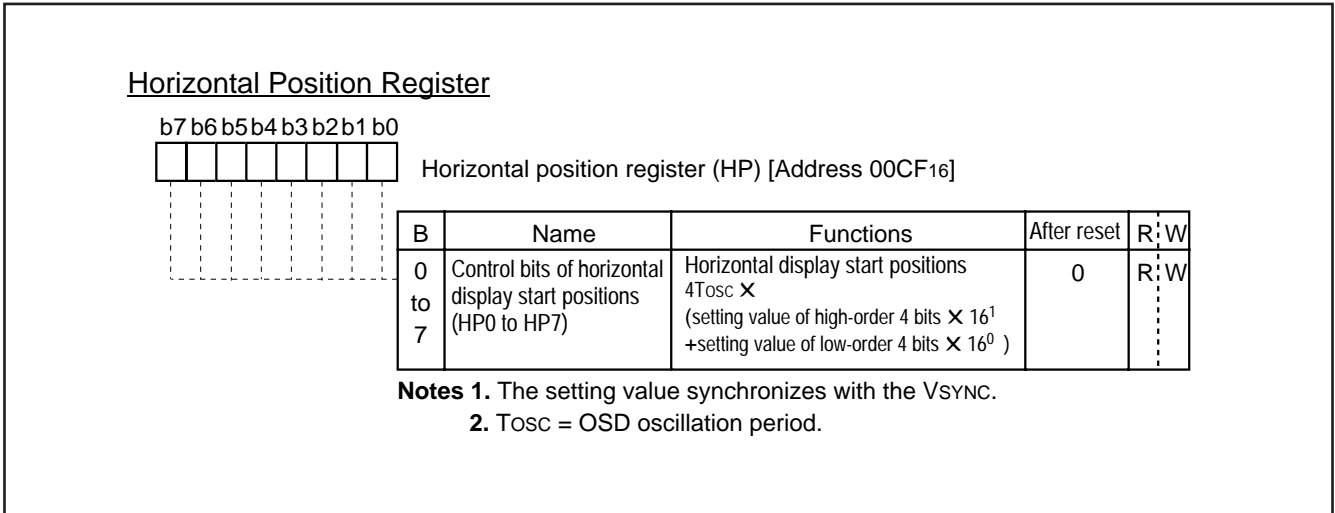 Horizontal Position Register
b7 b6 b5 b4 b3 b2 b1 b0
Horizontal position register (HP) [Address 00CF16]
B Name Functions After reset R W
0 to 7 Control bits of horizontal display start positions (HP0 to HP7) Horizontal display start positions 0 R W
4TOSC ×
(setting value of high-order 4 bits × 16¹
+setting value of low-order 4 bits × 16⁰ )
Notes 1. The setting value synchronizes with the VSYNC.
2. TOSC = OSD oscillation period.